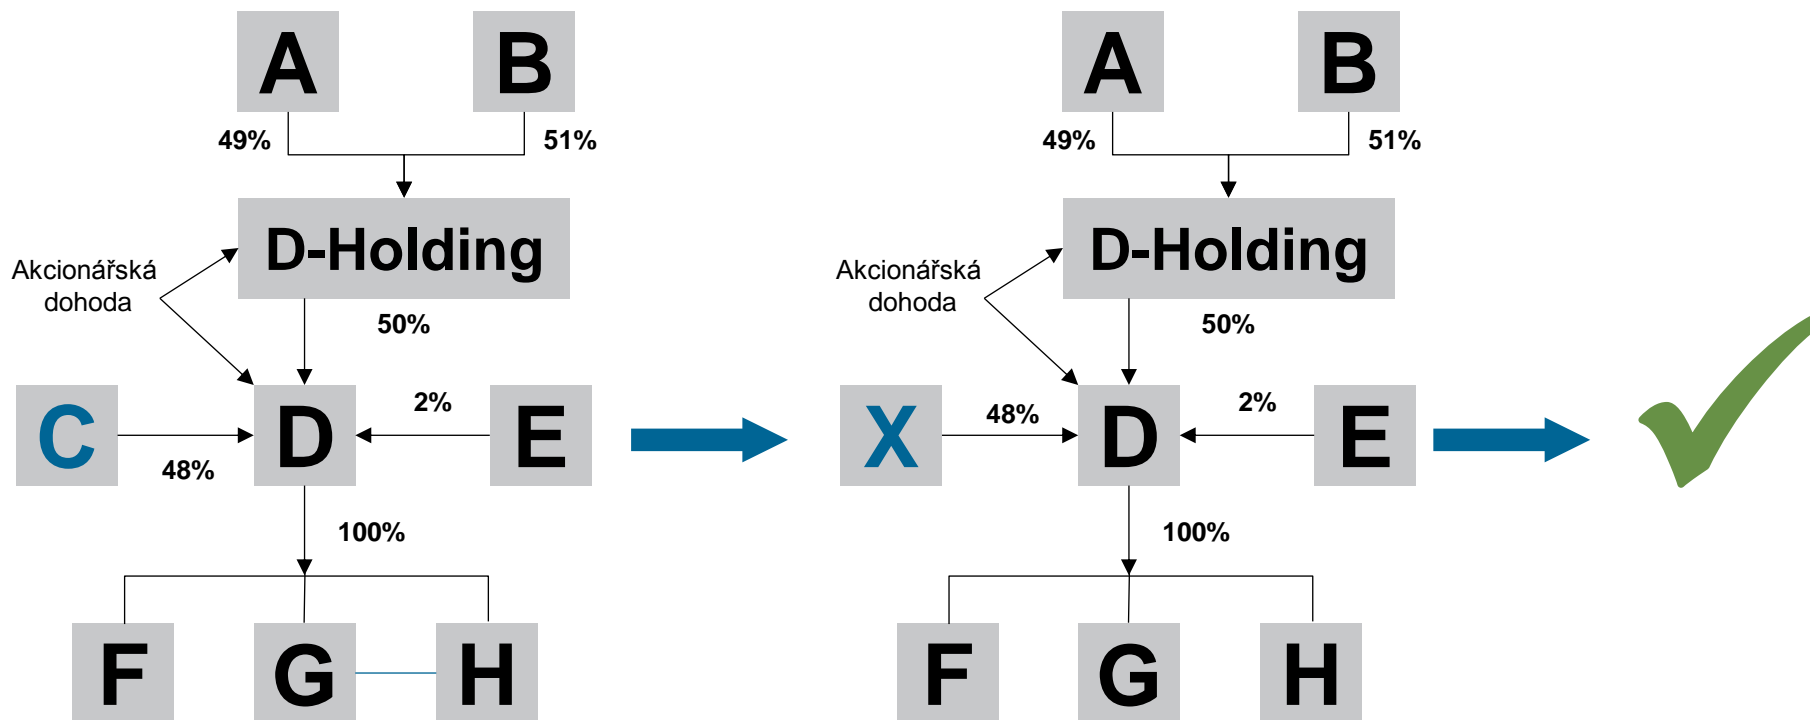 A
B
49%
51%
D-Holding
Akcionářská
dohoda
50%
C
48%
D
2%
E
100%
F
G
H
A
B
49%
51%
D-Holding
Akcionářská
dohoda
50%
X
48%
D
2%
E
100%
F
G
H